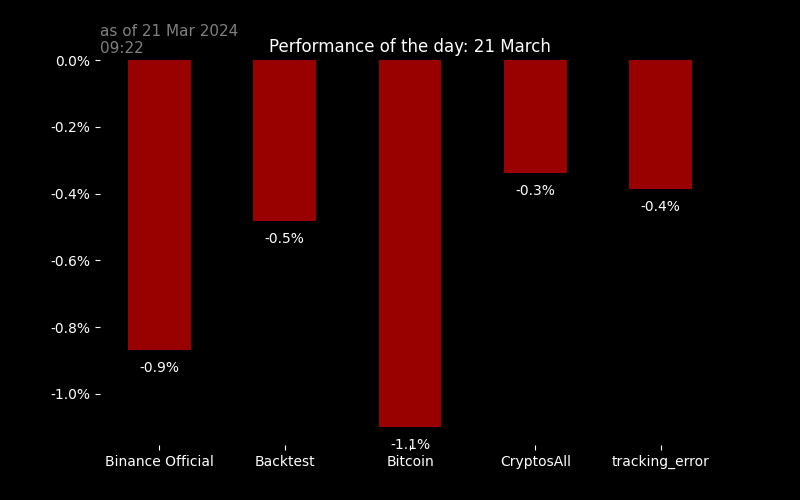 as of 21 Mar 2024
09:22
Performance of the day: 21 March
0.0%
-0.2%
-0.4%
-0.6%
-0.8%
-1.0%
-0.9%
-0.5%
-1.1%
-0.3%
-0.4%
Binance Official
Backtest
Bitcoin
CryptosAll
tracking_error